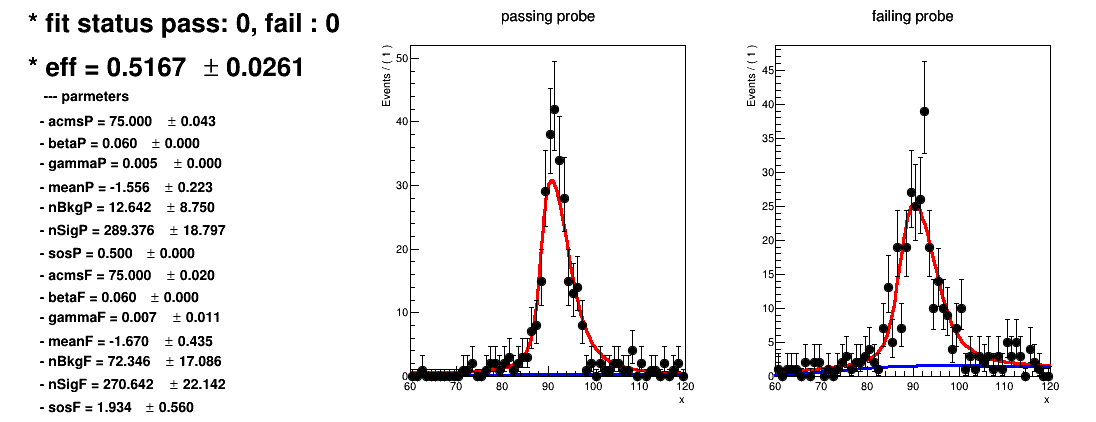 * fit status pass: 0, fail : 0
* eff = 0.5167 ± 0.0261
--- parmeters
- acmsP = 75.000 ± 0.043
- betaP = 0.060 ± 0.000
- gammaP = 0.005 ± 0.000
- meanP = -1.556 ± 0.223
- nBkgP = 12.642 ± 8.750
- nSigP = 289.376 ± 18.797
- sosP = 0.500 ± 0.000
- acmsF = 75.000 ± 0.020
- betaF = 0.060 ± 0.000
- gammaF = 0.007 ± 0.011
- meanF = -1.670 ± 0.435
- nBkgF = 72.346 ± 17.086
- nSigF = 270.642 ± 22.142
- sosF = 1.934 ± 0.560
passing probe
Events / ( 1 )
50
40
30
20
10
0
60 70 80 90 100 110 120
x
failing probe
Events / ( 1 )
45
40
35
30
25
20
15
10
5
0
60 70 80 90 100 110 120
x